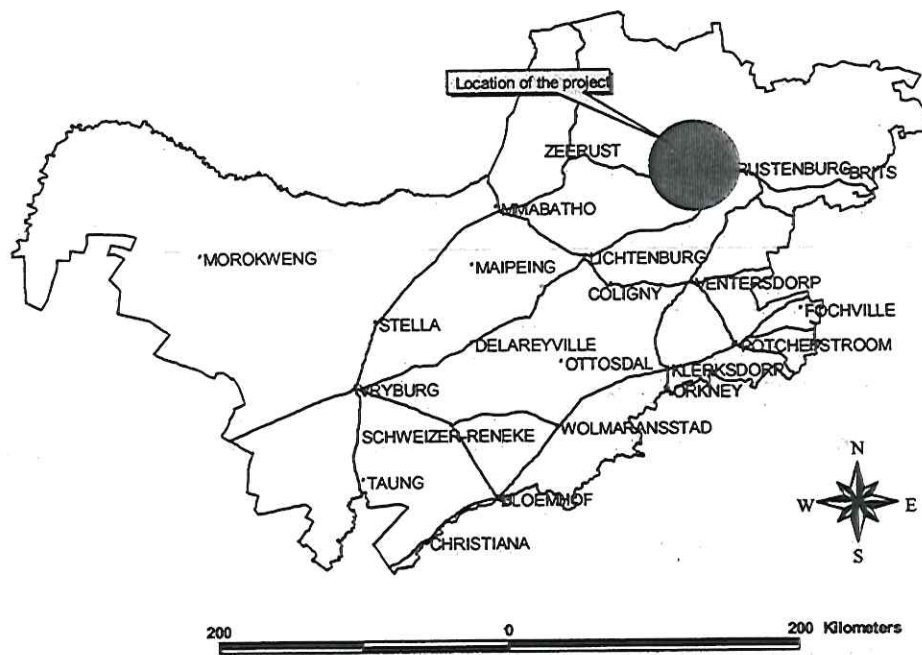 Location of the project
ZEERUST
RUSTENBURG
BRITS
MMABATHO
MOROKWENG
MAIPEING
LICHTENBURG
COLIGNY
VENTERSDORP
FOCHVILLE
STELLA
DELAREYVILLE
POTCHEFSTROOM
OTTOSDAL
KLERKSDORP
ORKNEY
VRYBURG
SCHWEIZER-RENEKE
WOLMARANSSTAD
TAUNG
BLOEMHOF
CHRISTIANA
N
W
E
S
200
0
200 Kilometers